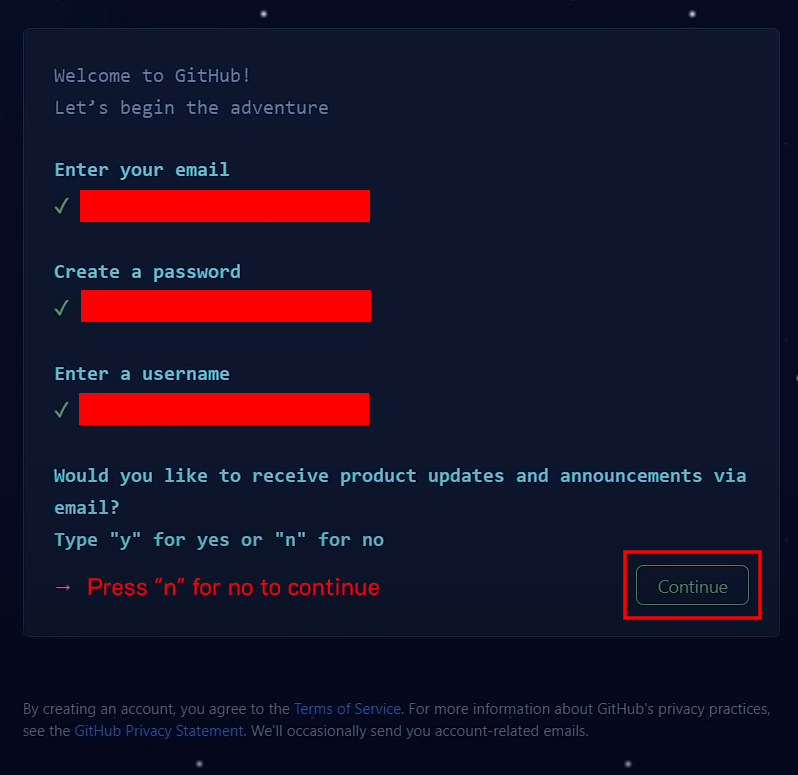 Welcome to GitHub!
Let’s begin the adventure
Enter your email
✓
Create a password
✓
Enter a username
✓
Would you like to receive product updates and announcements via
email?
Type "y" for yes or "n" for no
→ Press "n" for no to continue
Continue
By creating an account, you agree to the Terms of Service. For more information about GitHub's privacy practices,
see the GitHub Privacy Statement. We'll occasionally send you account-related emails.